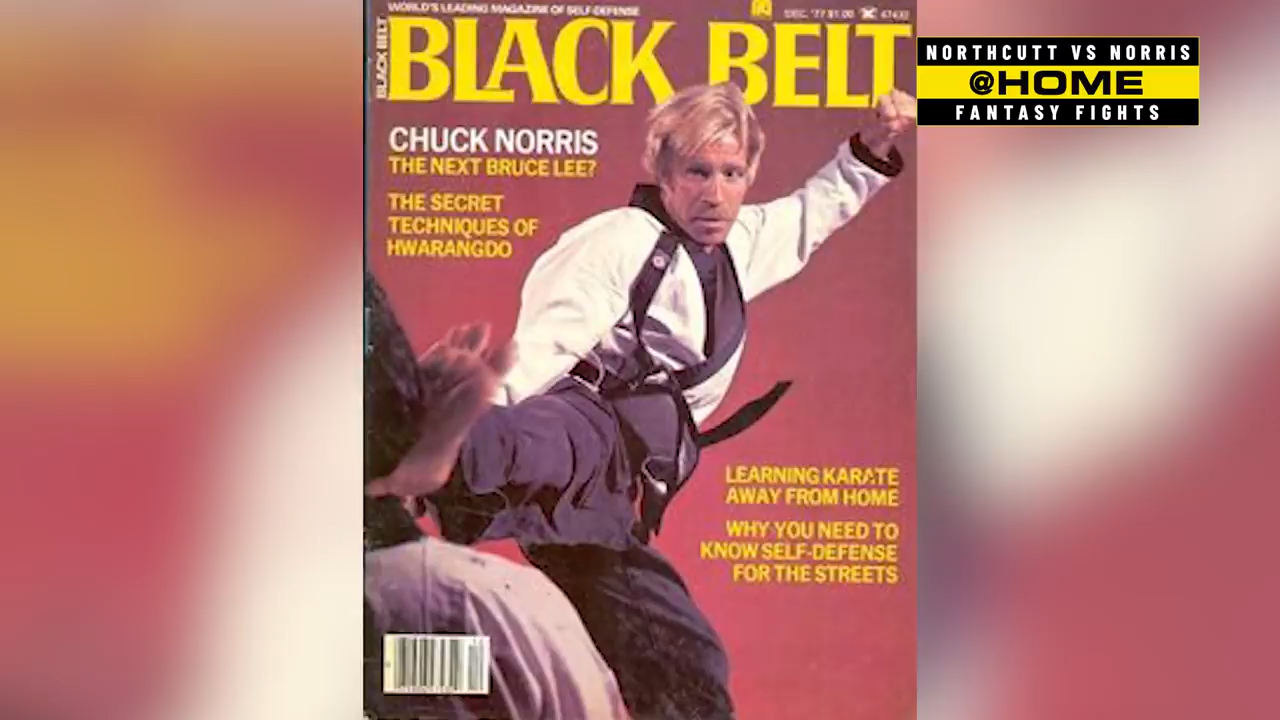 WORLD'S LEADING MAGAZINE OF SELF-DEFENSE
DEC. '77 $1.00
47432
BLACK BELT
BLACK BELT
CHUCK NORRIS
THE NEXT BRUCE LEE?
THE SECRET
TECHNIQUES OF
HWARANGDO
LEARNING KARATE
AWAY FROM HOME
WHY YOU NEED TO
KNOW SELF-DEFENSE
FOR THE STREETS
NORTHCUTT VS NORRIS
@HOME
FANTASY FIGHTS